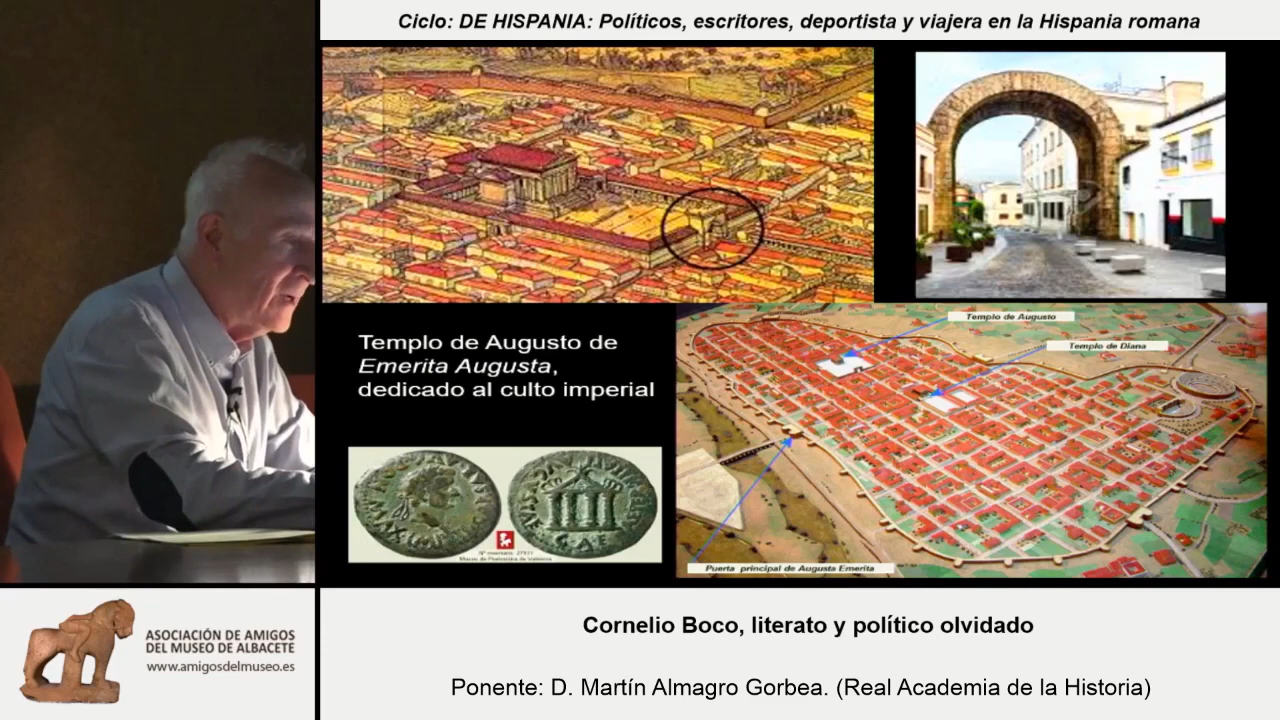 Ciclo: DE HISPANIA: Políticos, escritores, deportista y viajera en la Hispania romana
Templo de Augusto de
Emerita Augusta,
dedicado al culto imperial
Templo de Augusto
Templo de Diana
Puerta principal de Augusta Emerita
ASOCIACIÓN DE AMIGOS
DEL MUSEO DE ALBACETE
www.amigosdelmuseo.es
Cornelio Boco, literato y político olvidado
Ponente: D. Martín Almagro Gorbea. (Real Academia de la Historia)